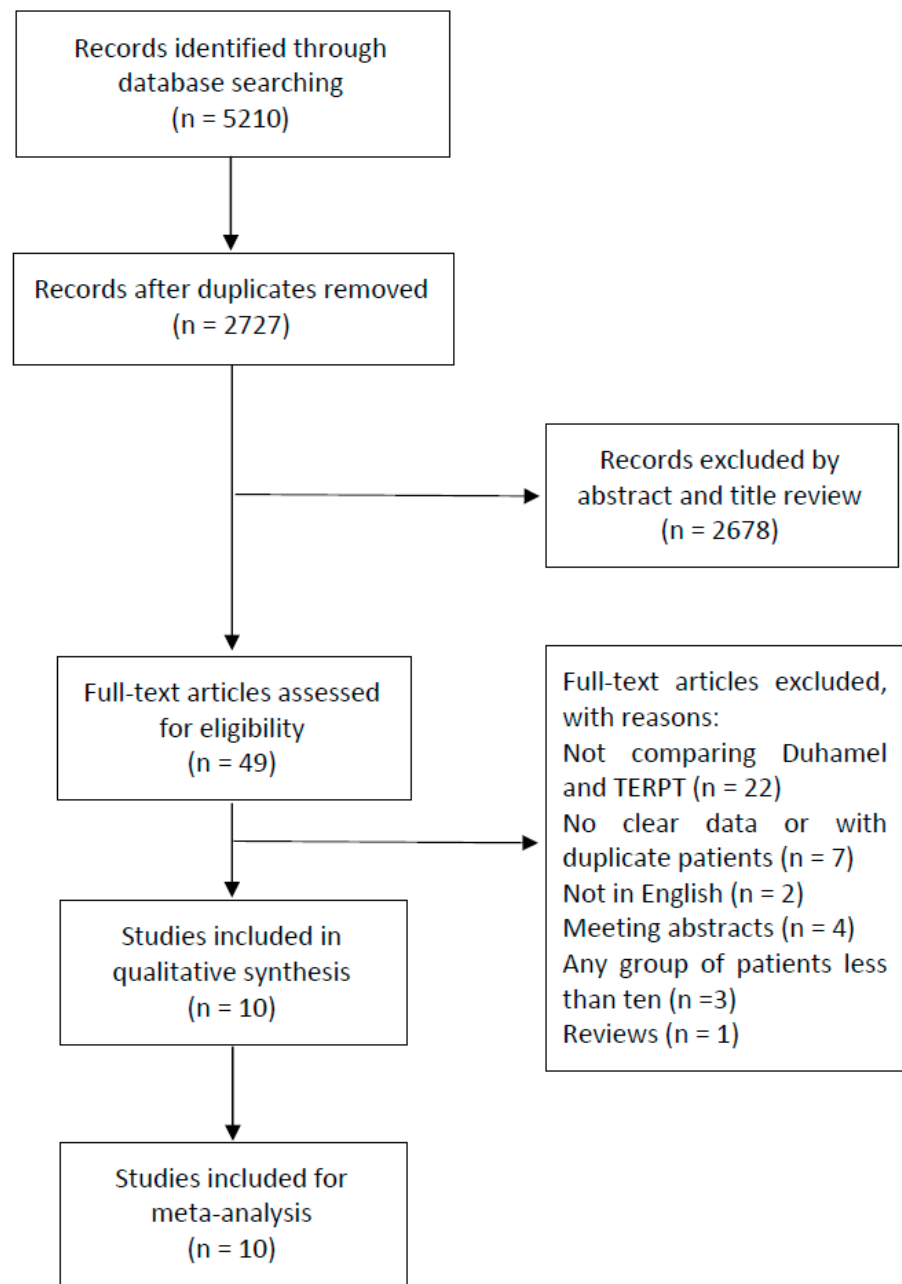 Records identified through
database searching
(n = 5210)
Records after duplicates removed
(n = 2727)
Records excluded by
abstract and title review
(n = 2678)
Full-text articles assessed
for eligibility
(n = 49)
Full-text articles excluded,
with reasons:
Not comparing Duhamel
and TERPT (n = 22)
No clear data or with
duplicate patients (n = 7)
Not in English (n = 2)
Meeting abstracts (n = 4)
Any group of patients less
than ten (n =3)
Reviews (n = 1)
Studies included in
qualitative synthesis
(n = 10)
Studies included for
meta-analysis
(n = 10)